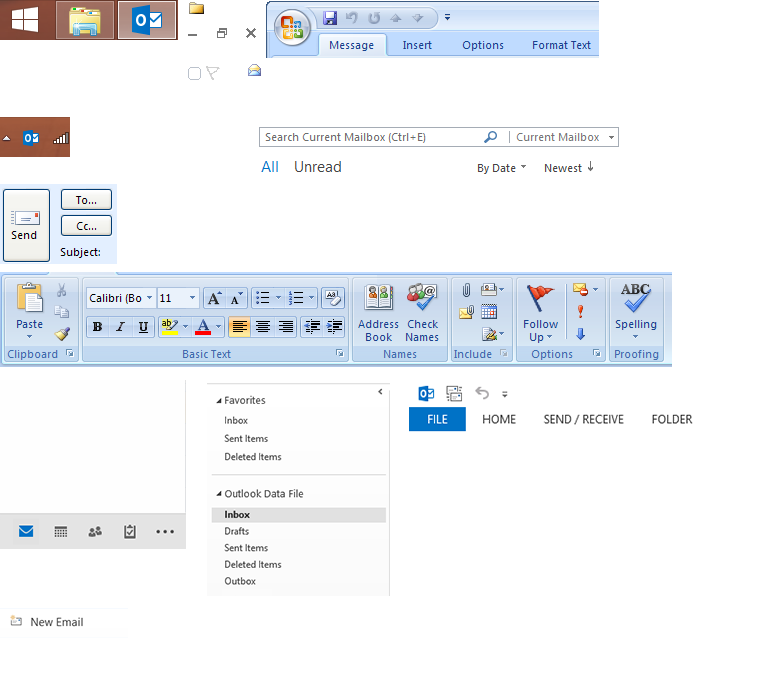 Message Insert Options Format Text
Search Current Mailbox (Ctrl+E) Current Mailbox
All Unread By Date Newest
To...
Send
Cc...
Subject:
Calibri (Bo 11 ABC
Paste B I U ab A Address Book Check Names Follow Up Spelling
Clipboard Basic Text Names Include Options Proofing
Favorites
Inbox
Sent Items
Deleted Items
Outlook Data File
Inbox
Drafts
Sent Items
Deleted Items
Outbox
FILE HOME SEND / RECEIVE FOLDER
New Email